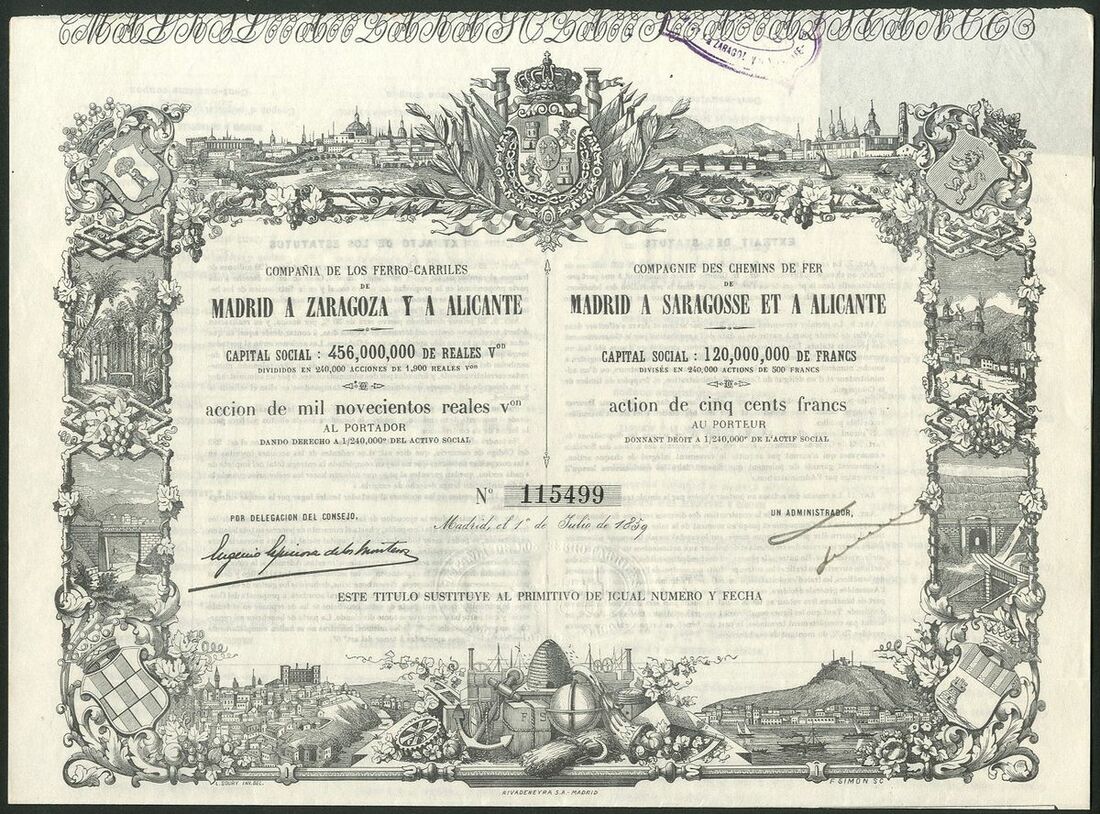 COMPAÑIA DE LOS FERRO-CARRILES
DE
MADRID A ZARAGOZA Y A ALICANTE
CAPITAL SOCIAL : 456,000,000 DE REALES Vᵒⁿ
DIVIDIDOS EN 240,000 ACCIONES DE 1,900 REALES Vᵒⁿ
accion de mil novecientos reales vᵒⁿ
AL PORTADOR
DANDO DERECHO A 1/240,000ᵒ DEL ACTIVO SOCIAL
COMPAGNIE DES CHEMINS DE FER
DE
MADRID A SARAGOSSE ET A ALICANTE
CAPITAL SOCIAL : 120,000,000 DE FRANCS
DIVISÉS EN 240,000 ACTIONS DE 500 FRANCS
action de cinq cents francs
AU PORTEUR
DONNANT DROIT A 1/240,000ᵉ DE L'ACTIF SOCIAL
Nº 115499
POR DELEGACION DEL CONSEJO,
Madrid, el 1º de Julio de 1859
UN ADMINISTRADOR,
ESTE TITULO SUSTITUYE AL PRIMITIVO DE IGUAL NUMERO Y FECHA
F S
RIVADENEYRA S.A. - MADRID
F. SIMON SC.